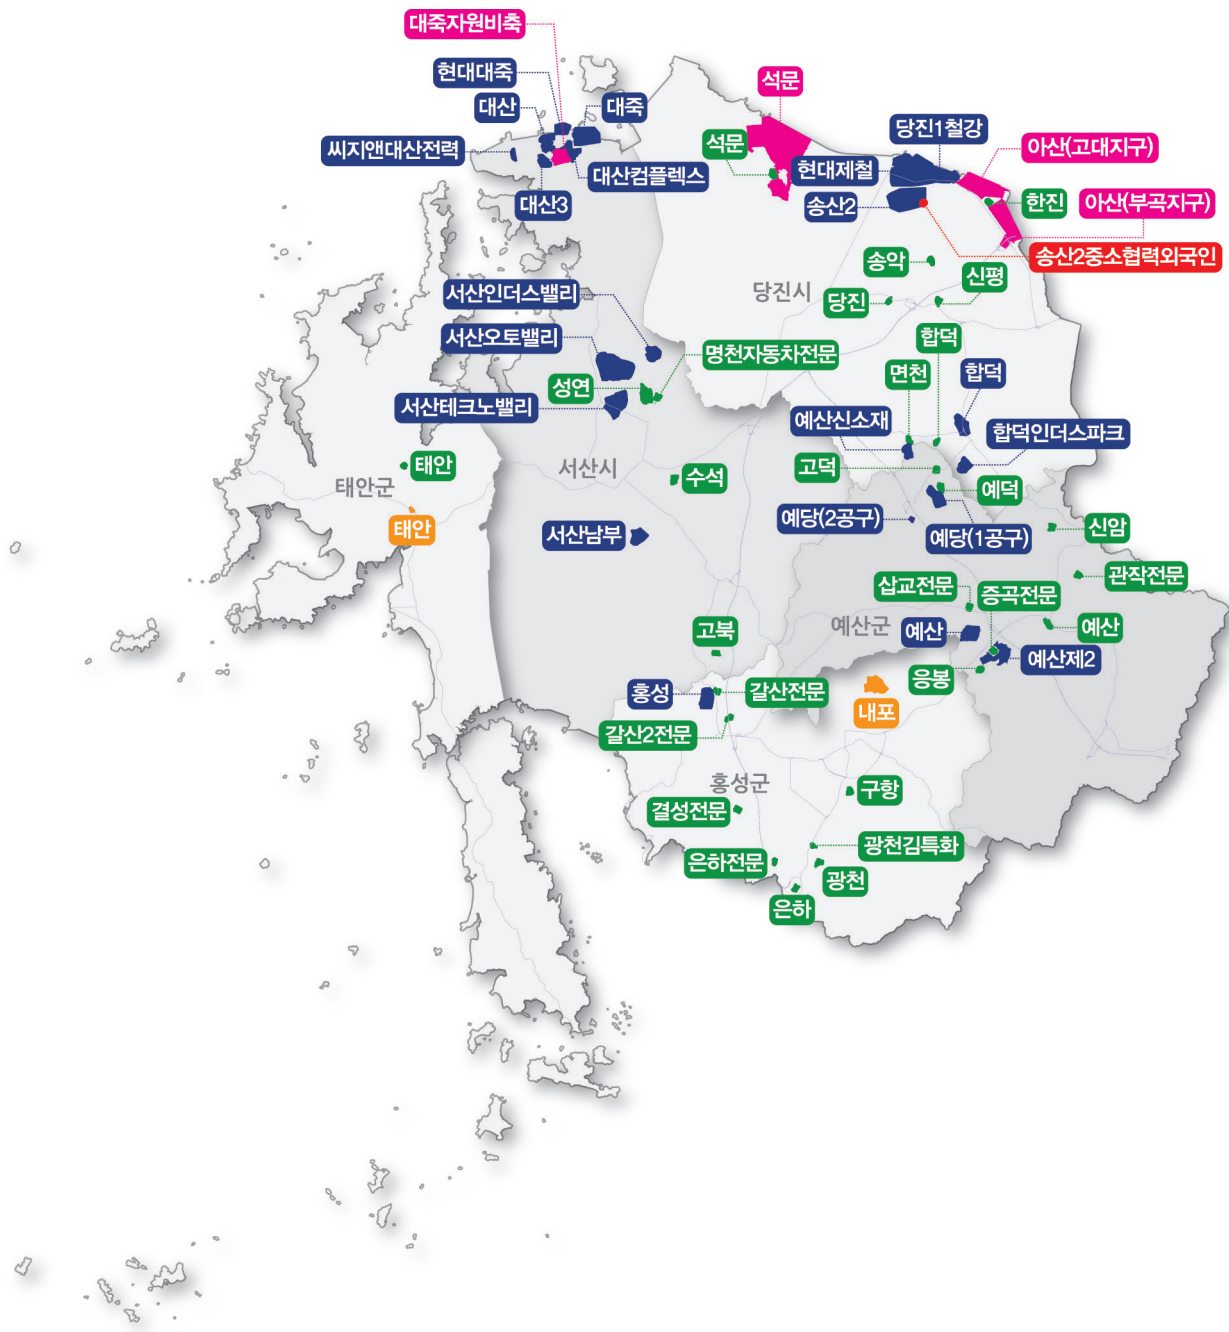 대죽자원비축
현대대죽
석문
대산
대죽
당진1철강
씨지앤대산전력
석문
아산(고대지구)
대산컴플렉스
현대제철
대산3
송산2
한진
아산(부곡지구)
송산2중소협력외국인
송악
신평
당진시
당진
서산인더스밸리
서산오토밸리
합덕
명천자동차전문
면천
합덕
성연
서산테크노밸리
예산신소재
합덕인더스파크
태안
서산시
수석
고덕
태안군
예덕
태안
서산남부
예당(2공구)
예당(1공구)
신암
관작전문
삽교전문
증곡전문
예산군
예산
예산
고북
예산제2
응봉
홍성
갈산전문
내포
갈산2전문
홍성군
구항
결성전문
광천김특화
은하전문
광천
은하